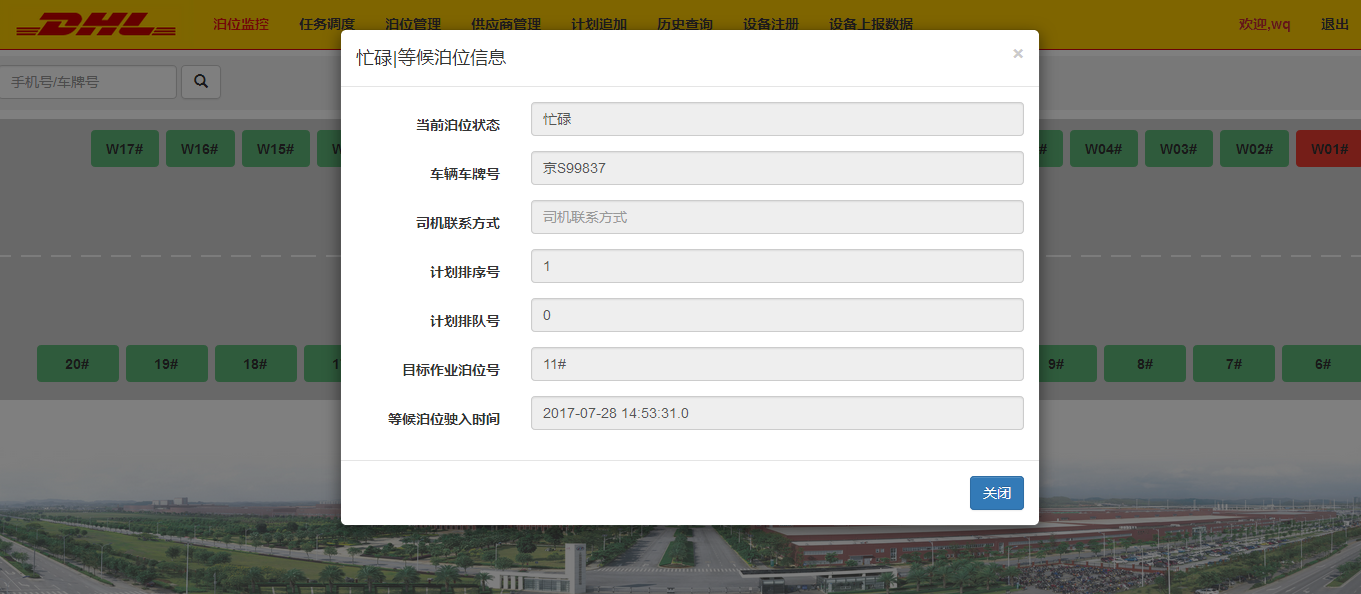 DHL
泊位监控 任务调度 泊位管理 供应商管理 计划追加 历史查询 设备注册 设备上报数据 欢迎,wq 退出
忙碌|等候泊位信息 ×
手机号/车牌号
当前泊位状态 忙碌
W17# W16# W15# W04# W03# W02# W01#
车辆车牌号 京S99837
司机联系方式 司机联系方式
计划排序号 1
计划排队号 0
目标作业泊位号 11#
20# 19# 18# 9# 8# 7# 6#
等候泊位驶入时间 2017-07-28 14:53:31.0
关闭